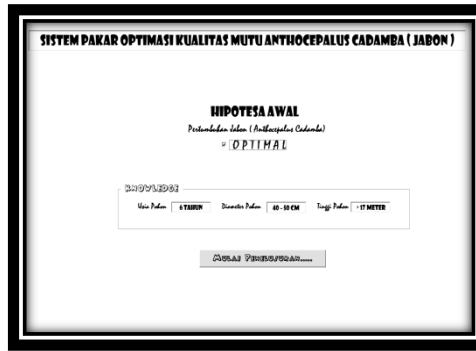 SISTEM PAKAR OPTIMASI KUALITAS MUTU ANTHOCEPALUS CADAMBA ( JABON )
HIPOTESA AWAL
Pertumbuhan Jabon ( Anthocepalus Cadamba)
OPTIMAL
KNOWLEDGE
Usia Pohon 6 TAHUN Diameter Pohon 40 - 50 CM Tinggi Pohon > 17 METER
MULAI PENELUSURAN.....